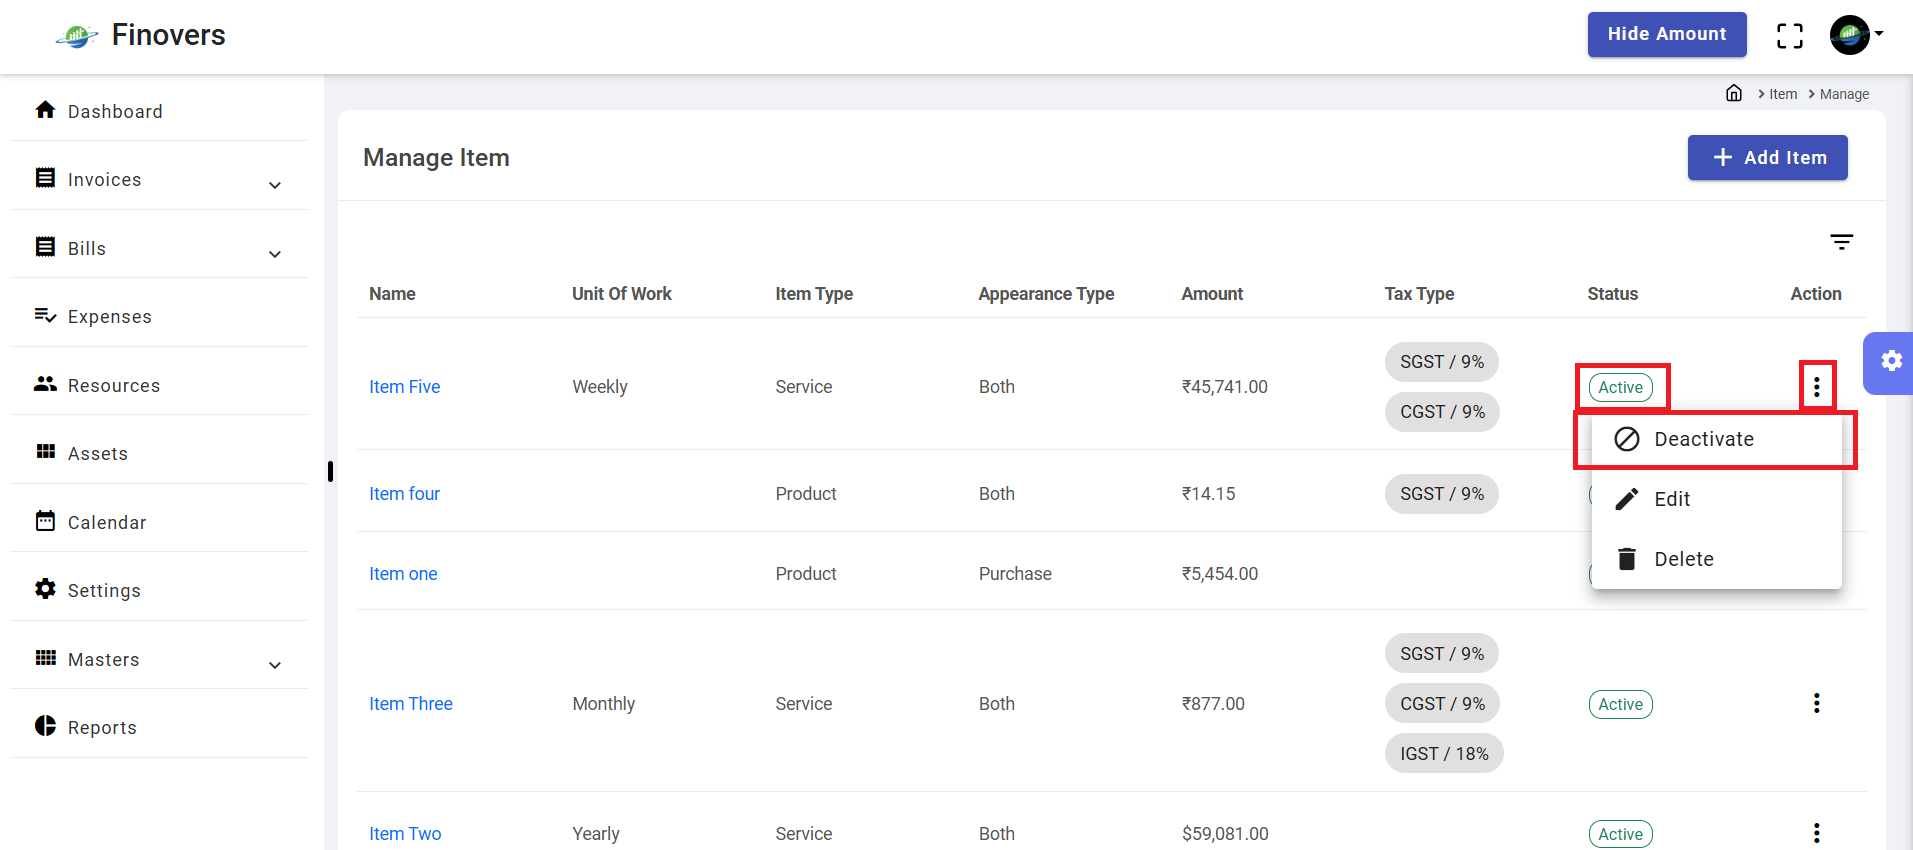 Finovers
Hide Amount
Item Manage
Dashboard
Invoices
Bills
Expenses
Resources
Assets
Calendar
Settings
Masters
Reports
Manage Item
Add Item
Name Unit Of Work Item Type Appearance Type Amount Tax Type Status Action
Item Five Weekly Service Both ₹45,741.00 SGST / 9% CGST / 9% Active
Deactivate
Edit
Delete
Item four Product Both ₹14.15 SGST / 9%
Item one Product Purchase ₹5,454.00
Item Three Monthly Service Both ₹877.00 SGST / 9% CGST / 9% IGST / 18% Active
Item Two Yearly Service Both $59,081.00 Active